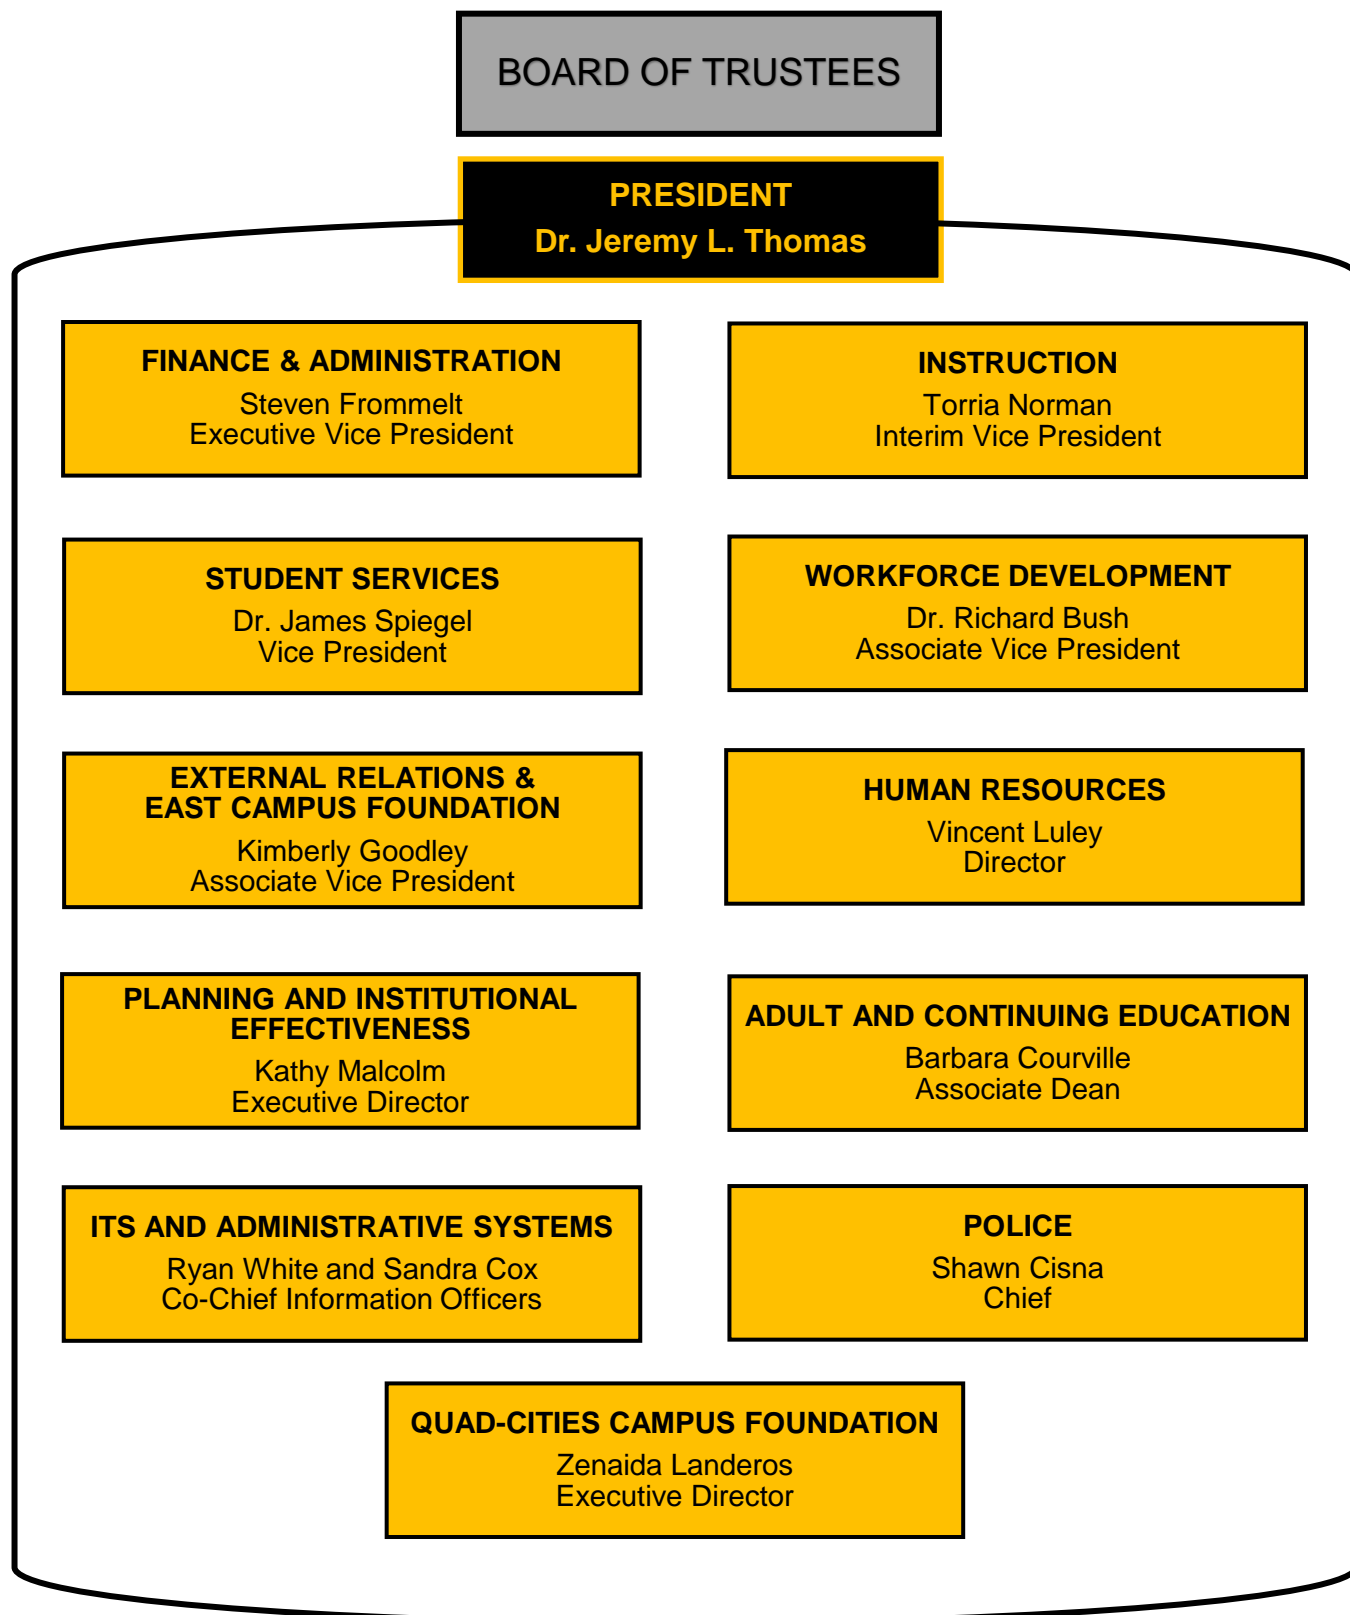 BOARD OF TRUSTEES
PRESIDENT
Dr. Jeremy L. Thomas
FINANCE & ADMINISTRATION
Steven Frommelt
Executive Vice President
INSTRUCTION
Torria Norman
Interim Vice President
STUDENT SERVICES
Dr. James Spiegel
Vice President
WORKFORCE DEVELOPMENT
Dr. Richard Bush
Associate Vice President
EXTERNAL RELATIONS &
EAST CAMPUS FOUNDATION
Kimberly Goodley
Associate Vice President
HUMAN RESOURCES
Vincent Luley
Director
PLANNING AND INSTITUTIONAL
EFFECTIVENESS
Kathy Malcolm
Executive Director
ADULT AND CONTINUING EDUCATION
Barbara Courville
Associate Dean
ITS AND ADMINISTRATIVE SYSTEMS
Ryan White and Sandra Cox
Co-Chief Information Officers
POLICE
Shawn Cisna
Chief
QUAD-CITIES CAMPUS FOUNDATION
Zenaida Landeros
Executive Director